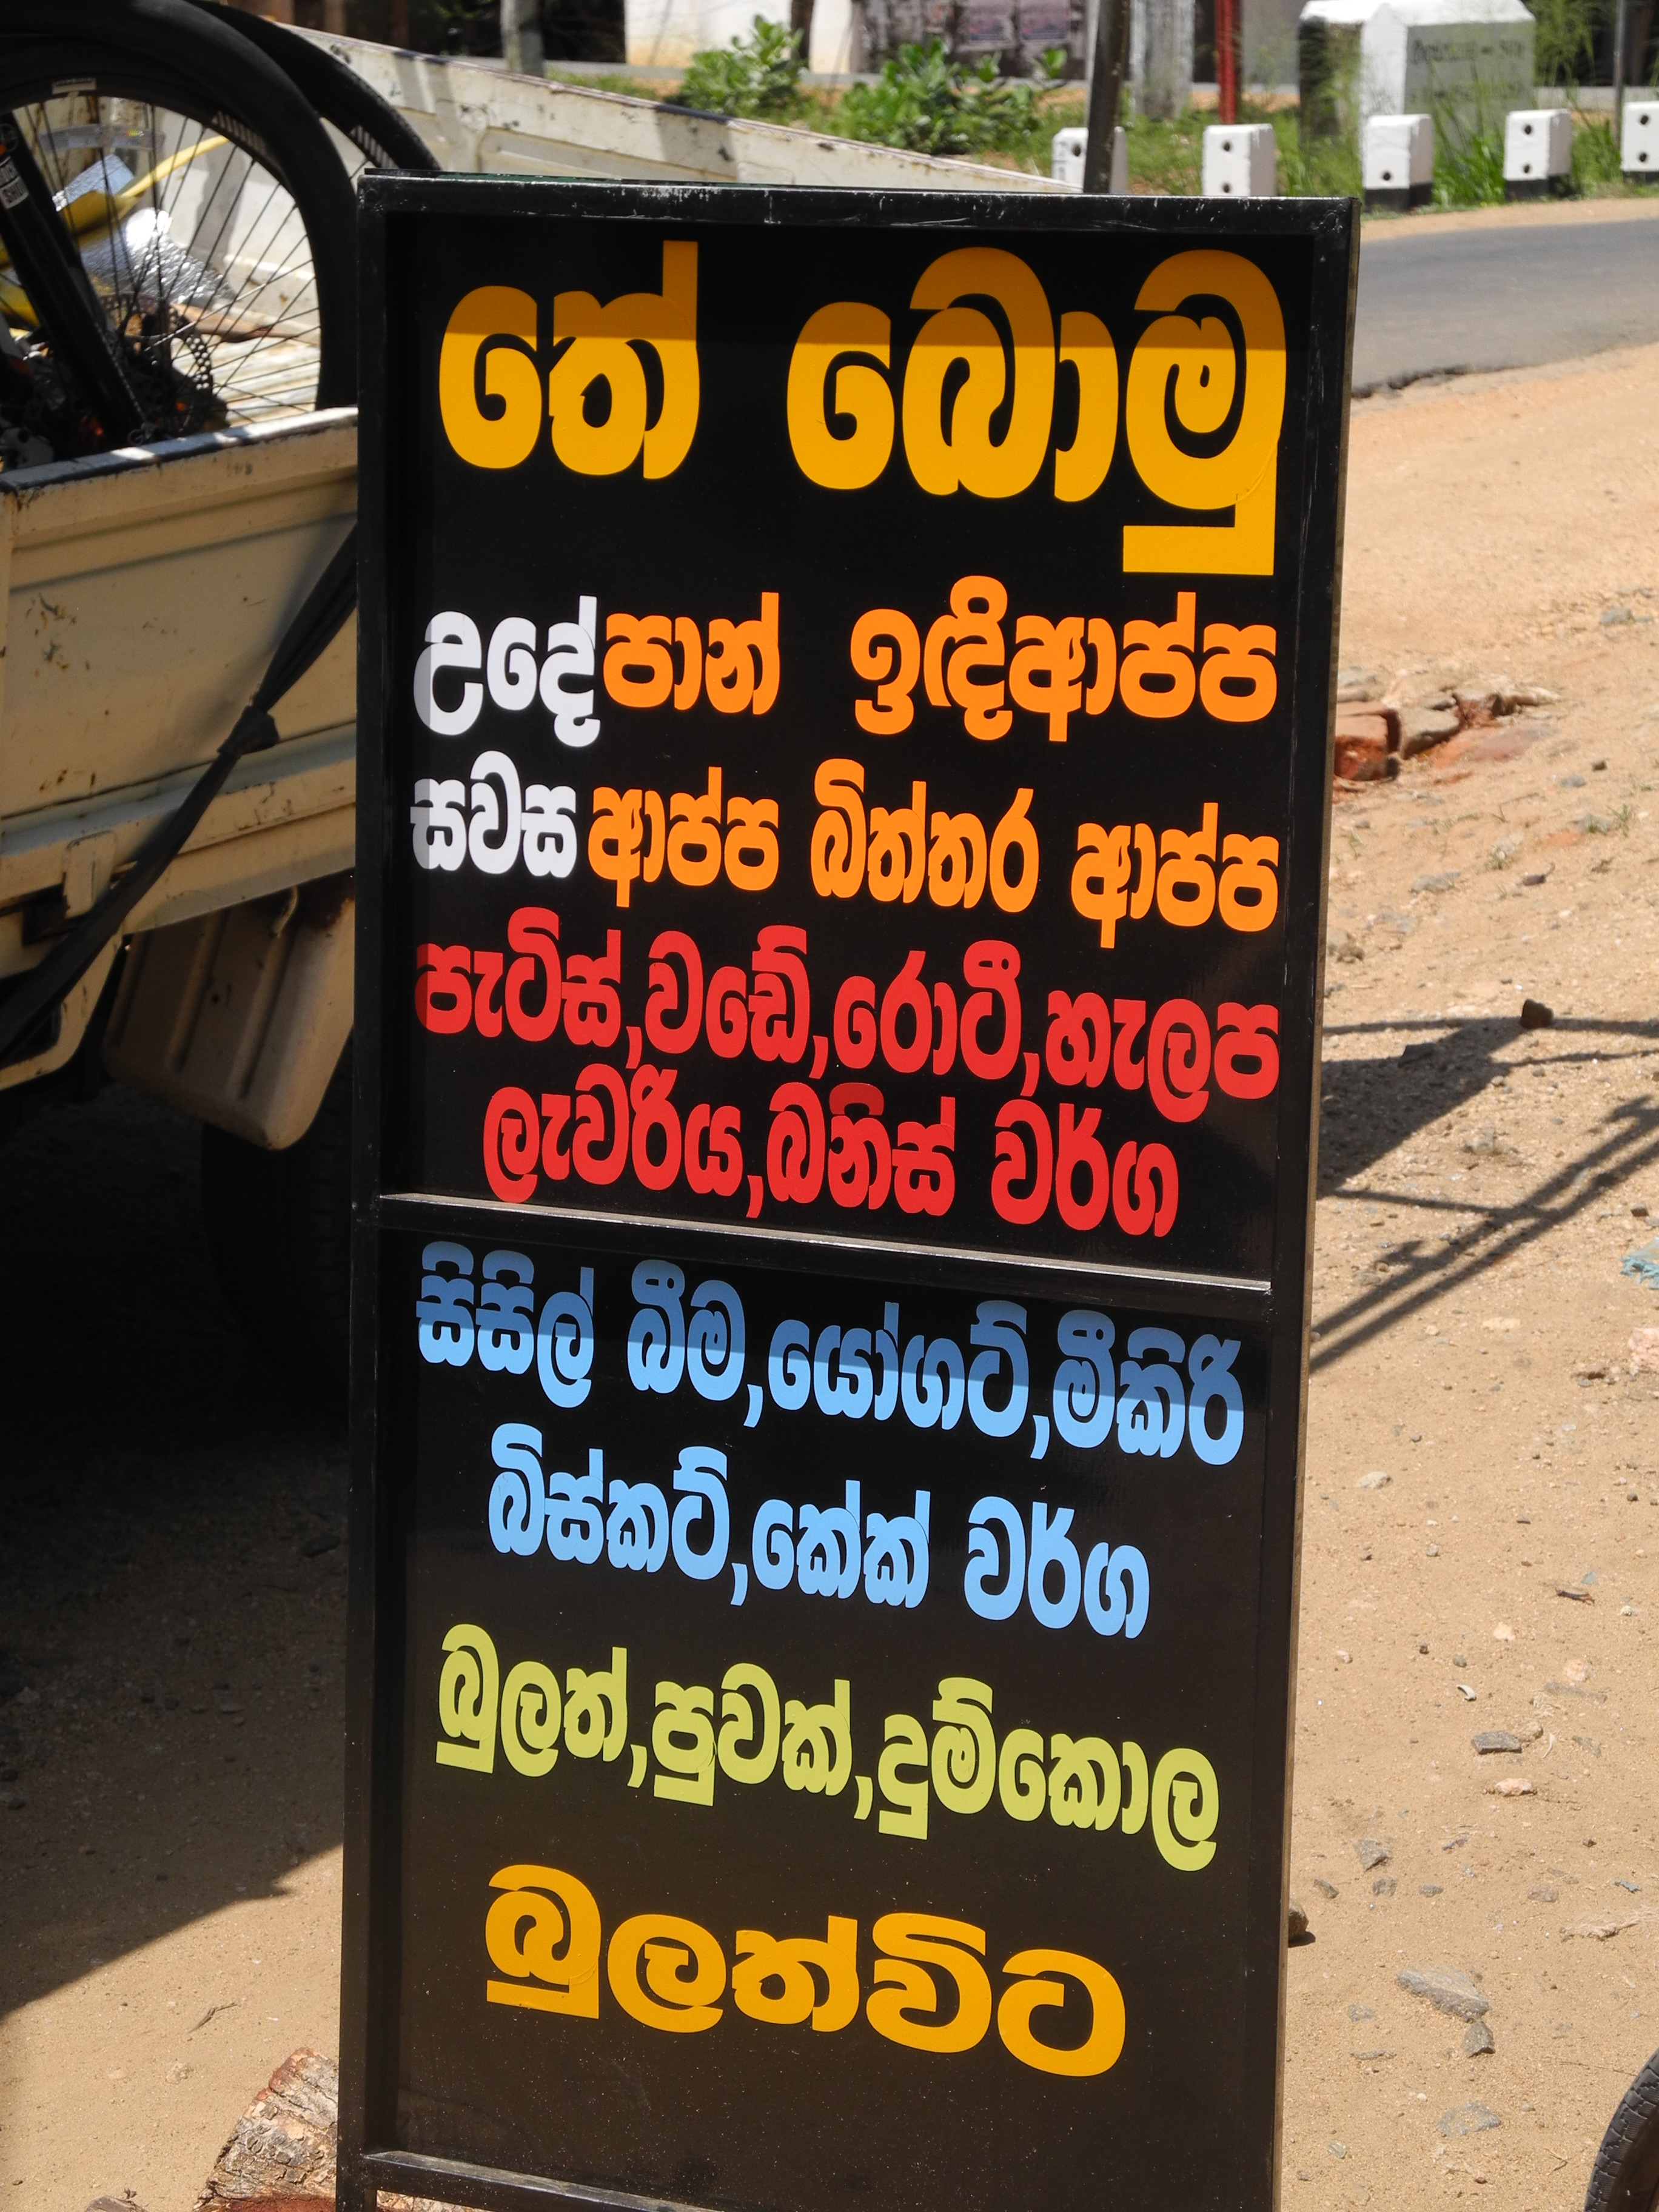 තේ බොමු
උදේ පාන් ඉඳිආප්ප
සවස ආප්ප බිත්තර ආප්ප
පැටිස්,වඩේ,රොටී,හැලප
ලැවරිය,බනිස් වර්ග
සිසිල් බීම,යෝගට්,මීකිරි
බිස්කට්,කේක් වර්ග
බුලත්,පුවක්,දුම්කොල
බුලත්විට